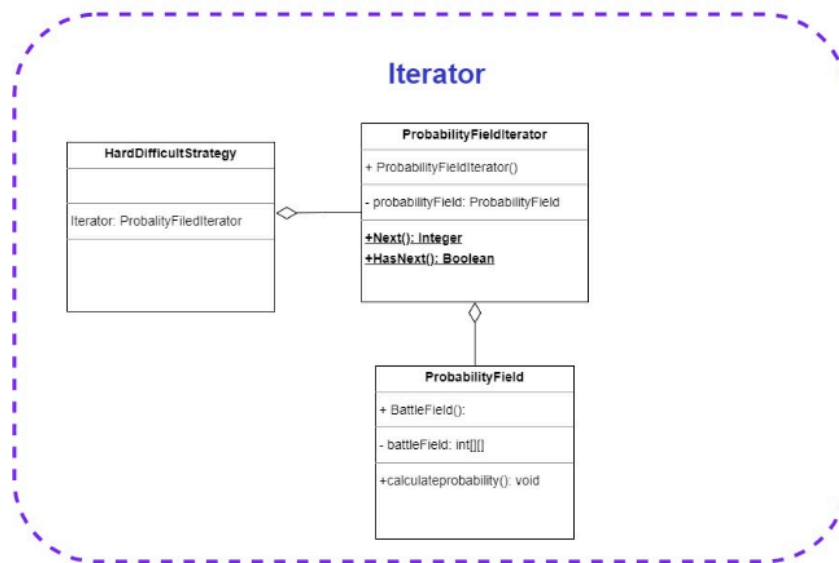 Iterator
HardDifficultStrategy
Iterator: ProbalityFiledIterator
ProbabilityFieldIterator
+ ProbabilityFieldIterator()
- probabilityField: ProbabilityField
+Next(): Integer
+HasNext(): Boolean
ProbabilityField
+ BattleField():
- battleField: int[][]
+calculateprobability(): void